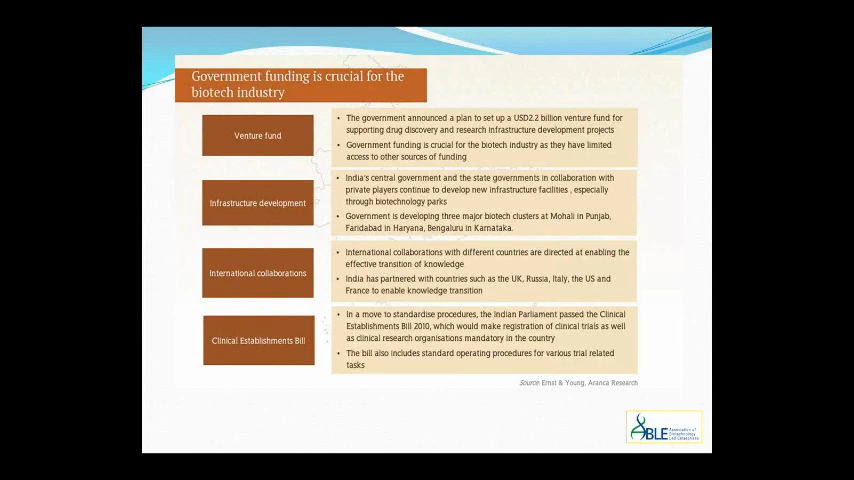 Government funding is crucial for the
biotech industry
Venture fund
• The government announced a plan to set up a USD2.2 billion venture fund for
supporting drug discovery and research infrastructure development projects
• Government funding is crucial for the biotech industry as they have limited
access to other sources of funding
Infrastructure development
• India's central government and the state governments in collaboration with
private players continue to develop new infrastructure facilities , especially
through biotechnology parks
• Government is developing three major biotech clusters at Mohali in Punjab,
Faridabad in Haryana, Bengaluru in Karnataka.
International collaborations
• International collaborations with different countries are directed at enabling the
effective transition of knowledge
• India has partnered with countries such as the UK, Russia, Italy, the US and
France to enable knowledge transition
Clinical Establishments Bill
• In a move to standardise procedures, the Indian Parliament passed the Clinical
Establishments Bill 2010, which would make registration of clinical trials as well
as clinical research organisations mandatory in the country
• The bill also includes standard operating procedures for various trial related
tasks
Source: Ernst & Young, Aranca Research
ABLE
Association of
Biotechnology
Led Enterprises